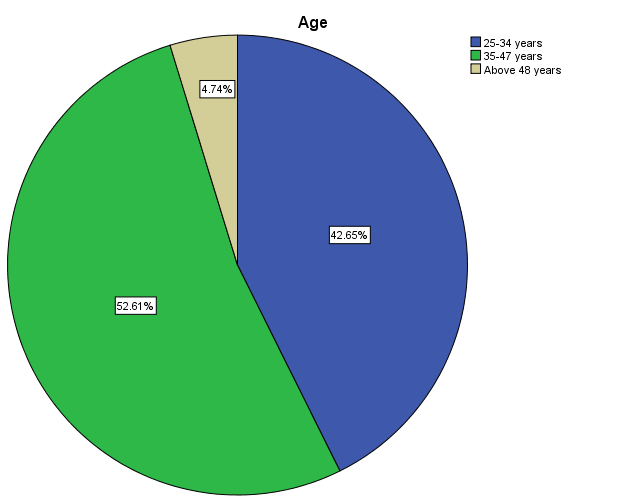 Age
25-34 years
35-47 years
Above 48 years
4.74%
42.65%
52.61%